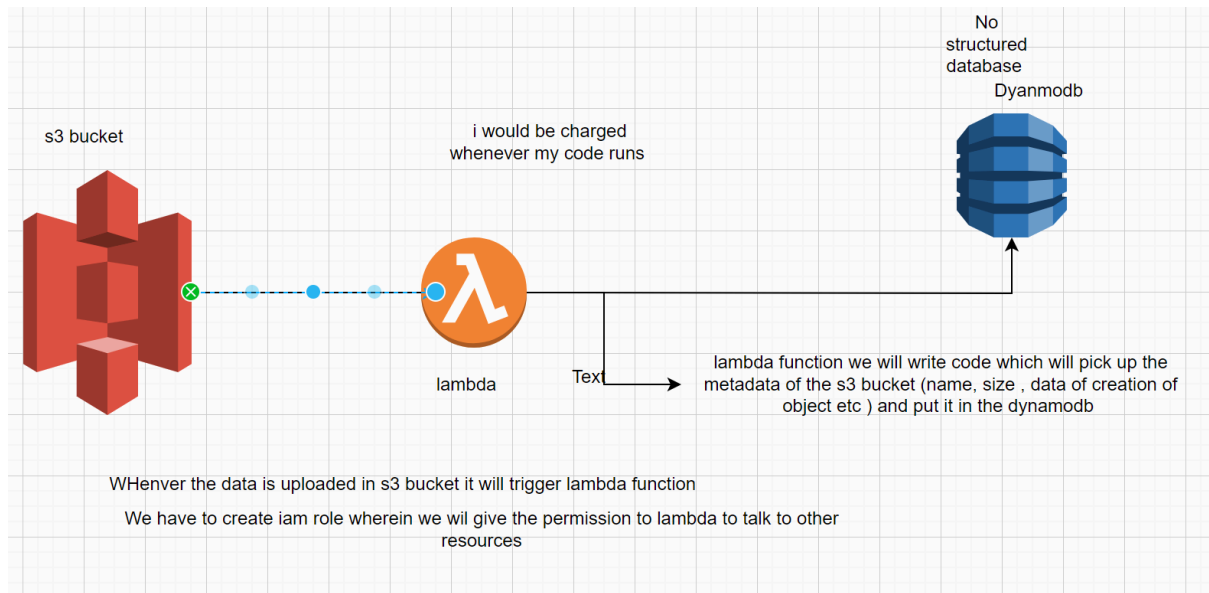 No
structured
database
Dyanmodb
s3 bucket
i would be charged
whenever my code runs
lambda
Text
lambda function we will write code which will pick up the
metadata of the s3 bucket (name, size , data of creation of
object etc ) and put it in the dynamodb
WHenver the data is uploaded in s3 bucket it will trigger lambda function
We have to create iam role wherein we wil give the permission to lambda to talk to other
resources